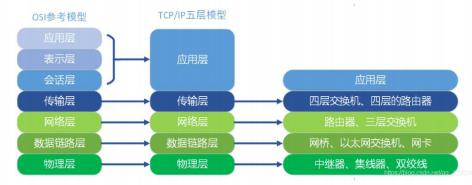 OSI参考模型
TCP/IP五层模型
应用层
表示层
会话层
应用层
应用层
传输层
传输层
四层交换机、四层的路由器
网络层
网络层
路由器、三层交换机
数据链路层
数据链路层
网桥、以太网交换机、网卡
物理层
物理层
中继器、集线器、双绞线